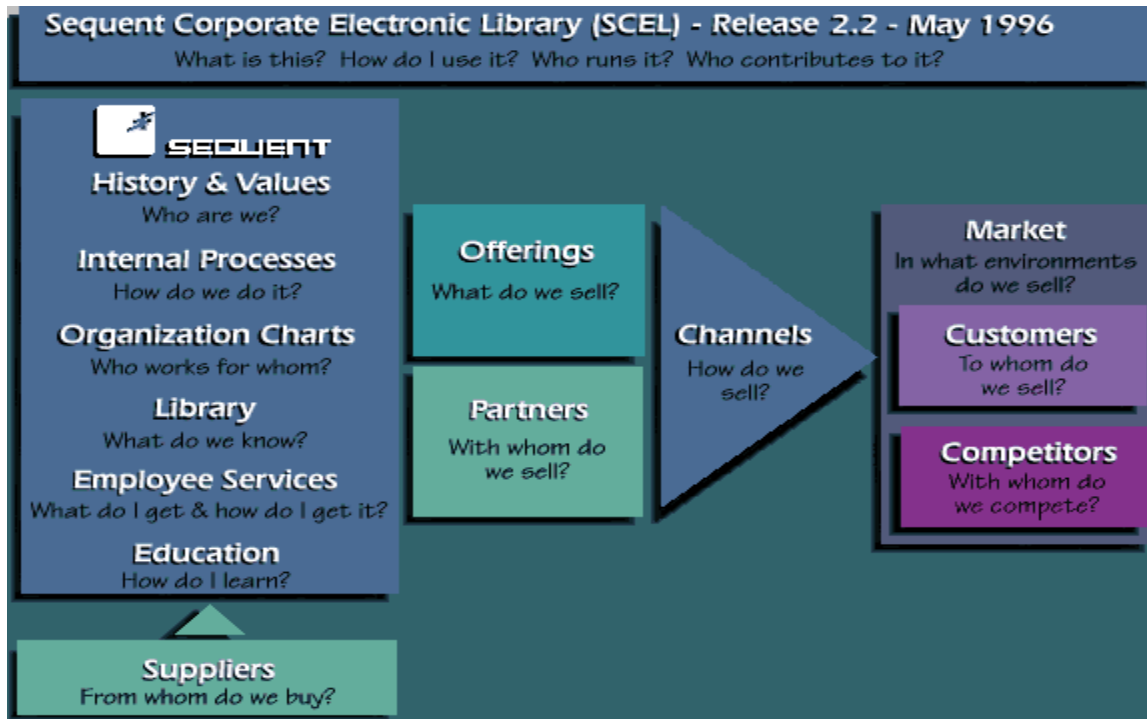 Sequent Corporate Electronic Library (SCEL) - Release 2.2 - May 1996
What is this? How do I use it? Who runs it? Who contributes to it?
SEQUENT
History & Values
Who are we?
Internal Processes
How do we do it?
Organization Charts
Who works for whom?
Library
What do we know?
Employee Services
What do I get & how do I get it?
Education
How do I learn?
Suppliers
From whom do we buy?
Offerings
What do we sell?
Partners
With whom do
we sell?
Channels
How do we
sell?
Market
In what environments
do we sell?
Customers
To whom do
we sell?
Competitors
With whom do
we compete?